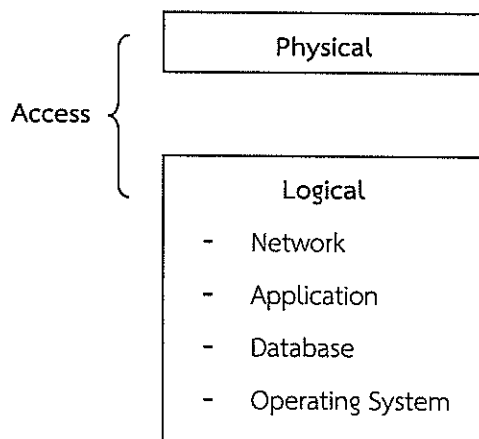 Physical
Access
Logical
- Network
- Application
- Database
- Operating System